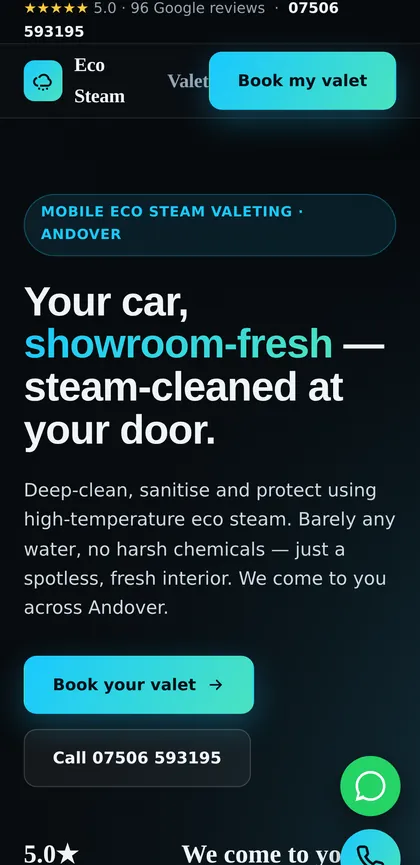 ★★★★★ 5.0 · 96 Google reviews · 07506
593195
Eco
Steam
Valet
Book my valet
MOBILE ECO STEAM VALETING ·
ANDOVER
Your car,
showroom-fresh —
steam-cleaned at
your door.
Deep-clean, sanitise and protect using
high-temperature eco steam. Barely any
water, no harsh chemicals — just a
spotless, fresh interior. We come to you
across Andover.
Book your valet →
Call 07506 593195
5.0★
We come to yo